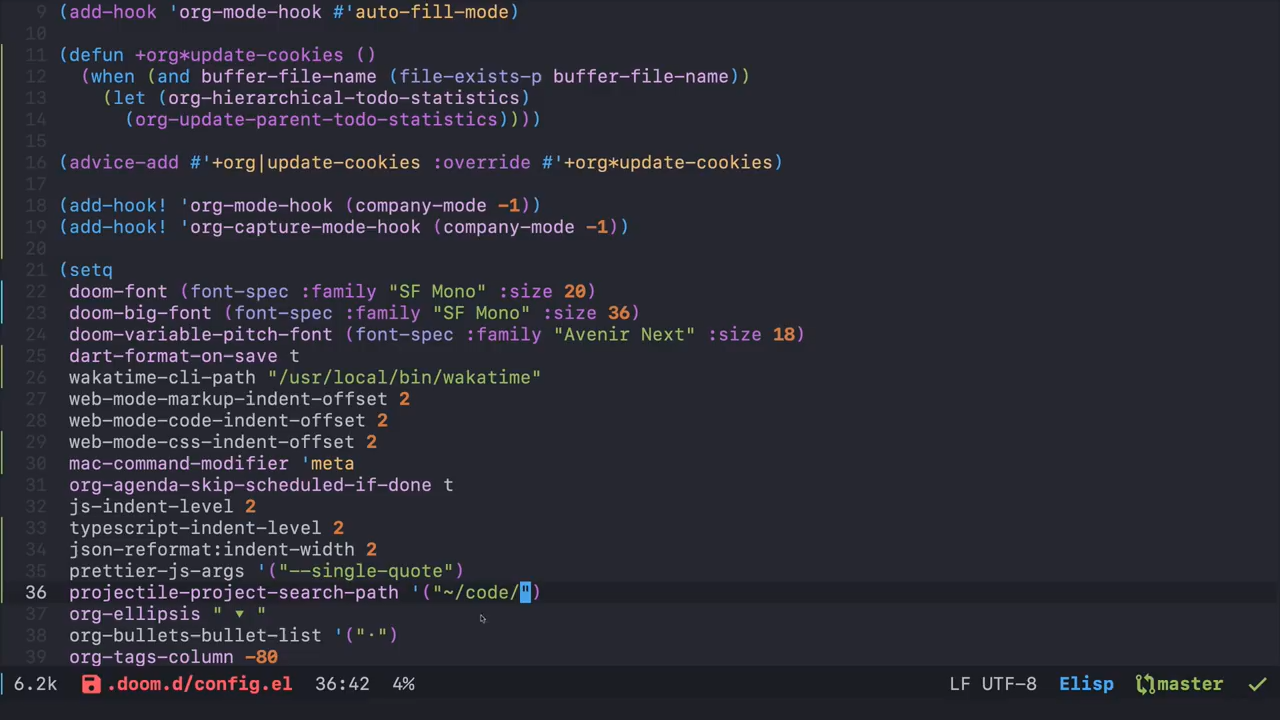 9 (add-hook 'org-mode-hook #'auto-fill-mode)
10
11 (defun +org*update-cookies ()
12   (when (and buffer-file-name (file-exists-p buffer-file-name))
13     (let (org-hierarchical-todo-statistics)
14       (org-update-parent-todo-statistics))))
15
16 (advice-add #'+org|update-cookies :override #'+org*update-cookies)
17
18 (add-hook! 'org-mode-hook (company-mode -1))
19 (add-hook! 'org-capture-mode-hook (company-mode -1))
20
21 (setq
22  doom-font (font-spec :family "SF Mono" :size 20)
23  doom-big-font (font-spec :family "SF Mono" :size 36)
24  doom-variable-pitch-font (font-spec :family "Avenir Next" :size 18)
25  dart-format-on-save t
26  wakatime-cli-path "/usr/local/bin/wakatime"
27  web-mode-markup-indent-offset 2
28  web-mode-code-indent-offset 2
29  web-mode-css-indent-offset 2
30  mac-command-modifier 'meta
31  org-agenda-skip-scheduled-if-done t
32  js-indent-level 2
33  typescript-indent-level 2
34  json-reformat:indent-width 2
35  prettier-js-args '("--single-quote")
36  projectile-project-search-path '("~/code/")
37  org-ellipsis " ▾ "
38  org-bullets-bullet-list '("·")
39  org-tags-column -80
6.2k .doom.d/config.el 36:42 4% LF UTF-8 Elisp master ✓